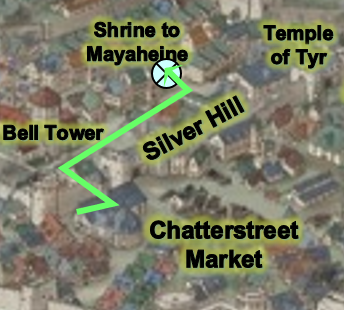 Shrine to
Mayaheine
Temple
of Tyr
Bell Tower
Silver Hill
Chatterstreet
Market